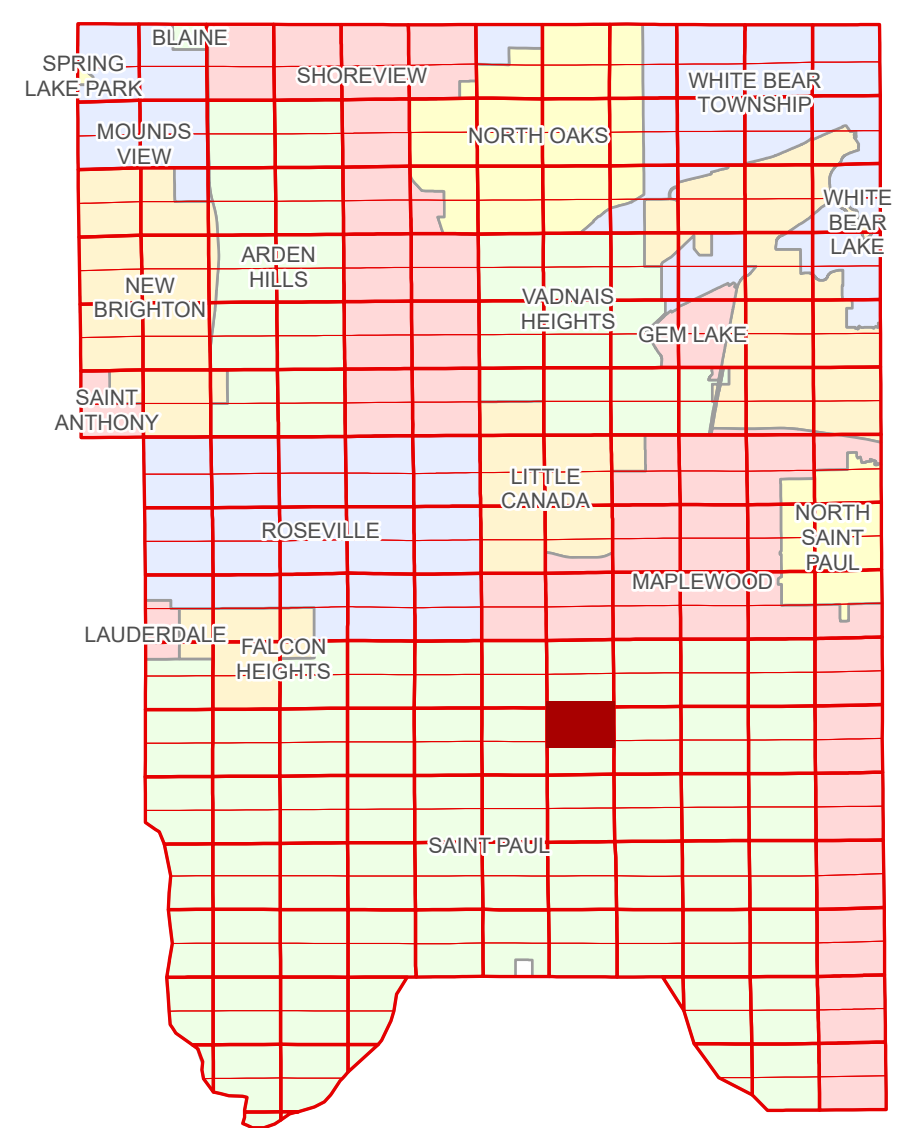 BLAINE
SPRING
LAKE PARK
SHOREVIEW
WHITE BEAR
TOWNSHIP
MOUNDS
VIEW
NORTH OAKS
WHITE
BEAR
LAKE
ARDEN
HILLS
NEW
BRIGHTON
VADNAIS
HEIGHTS
GEM LAKE
SAINT
ANTHONY
LITTLE
CANADA
NORTH
SAINT
PAUL
ROSEVILLE
MAPLEWOOD
LAUDERDALE
FALCON
HEIGHTS
SAINT PAUL